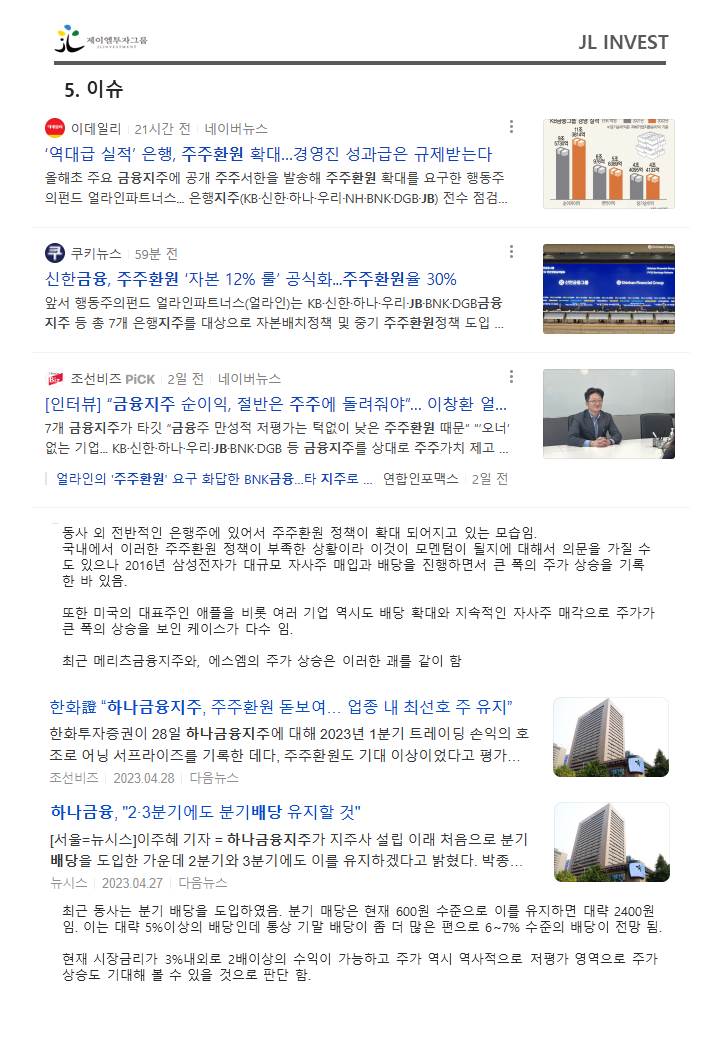 제이엘투자그룹
JLINVESTMENT
JL INVEST
5. 이슈
이데일리 21시간 전 네이버뉴스
‘역대급 실적’ 은행, 주주환원 확대...경영진 성과급은 규제받는다
올해초 주요 금융지주에 공개 주주서한을 발송해 주주환원 확대를 요구한 행동주
의펀드 얼라인파트너스... 은행지주(KB·신한·하나·우리·NH·BNK·DGB·JB) 전수 점검...
쿠키뉴스 59분 전
신한금융, 주주환원 ‘자본 12% 룰’ 공식화...주주환원율 30%
앞서 행동주의펀드 얼라인파트너스(얼라인)는 KB·신한·하나·우리·JB·BNK·DGB금융
지주 등 총 7개 은행지주를 대상으로 자본배치정책 및 중기 주주환원정책 도입 ...
조선비즈 PiCK 2일 전 네이버뉴스
[인터뷰] “금융지주 순이익, 절반은 주주에 돌려줘야”... 이창환 얼...
7개 금융지주가 타깃 “금융주 만성적 저평가는 턱없이 낮은 주주환원 때문” “‘오너’
없는 기업... KB·신한·하나·우리·JB·BNK·DGB 등 금융지주를 상대로 주주가치 제고 ...
얼라인의 ‘주주환원’ 요구 화답한 BNK금융...타 지주로 ... 연합인포맥스 2일 전
동사 외 전반적인 은행주에 있어서 주주환원 정책이 확대 되어지고 있는 모습임.
국내에서 이러한 주주환원 정책이 부족한 상황이라 이것이 모멘텀이 될지에 대해서 의문을 가질 수
도 있으나 2016년 삼성전자가 대규모 자사주 매입과 배당을 진행하면서 큰 폭의 주가 상승을 기록
한 바 있음.
또한 미국의 대표주인 애플을 비롯 여러 기업 역시도 배당 확대와 지속적인 자사주 매각으로 주가가
큰 폭의 상승을 보인 케이스가 다수 임.
최근 메리츠금융지주와, 에스엠의 주가 상승은 이러한 괘를 같이 함
한화證 “하나금융지주, 주주환원 돋보여… 업종 내 최선호 주 유지”
한화투자증권이 28일 하나금융지주에 대해 2023년 1분기 트레이딩 손익의 호
조로 어닝 서프라이즈를 기록한 데다, 주주환원도 기대 이상이었다고 평가...
조선비즈 2023.04.28 다음뉴스
하나금융, "2·3분기에도 분기배당 유지할 것"
[서울=뉴시스]이주혜 기자 = 하나금융지주가 지주사 설립 이래 처음으로 분기
배당을 도입한 가운데 2분기와 3분기에도 이를 유지하겠다고 밝혔다. 박종...
뉴시스 2023.04.27 다음뉴스
최근 동사는 분기 배당을 도입하였음. 분기 매당은 현재 600원 수준으로 이를 유지하면 대략 2400원
임. 이는 대략 5%이상의 배당인데 통상 기말 배당이 좀 더 많은 편으로 6~7% 수준의 배당이 전망 됨.
현재 시장금리가 3%내외로 2배이상의 수익이 가능하고 주가 역시 역사적으로 저평가 영역으로 주가
상승도 기대해 볼 수 있을 것으로 판단 함.